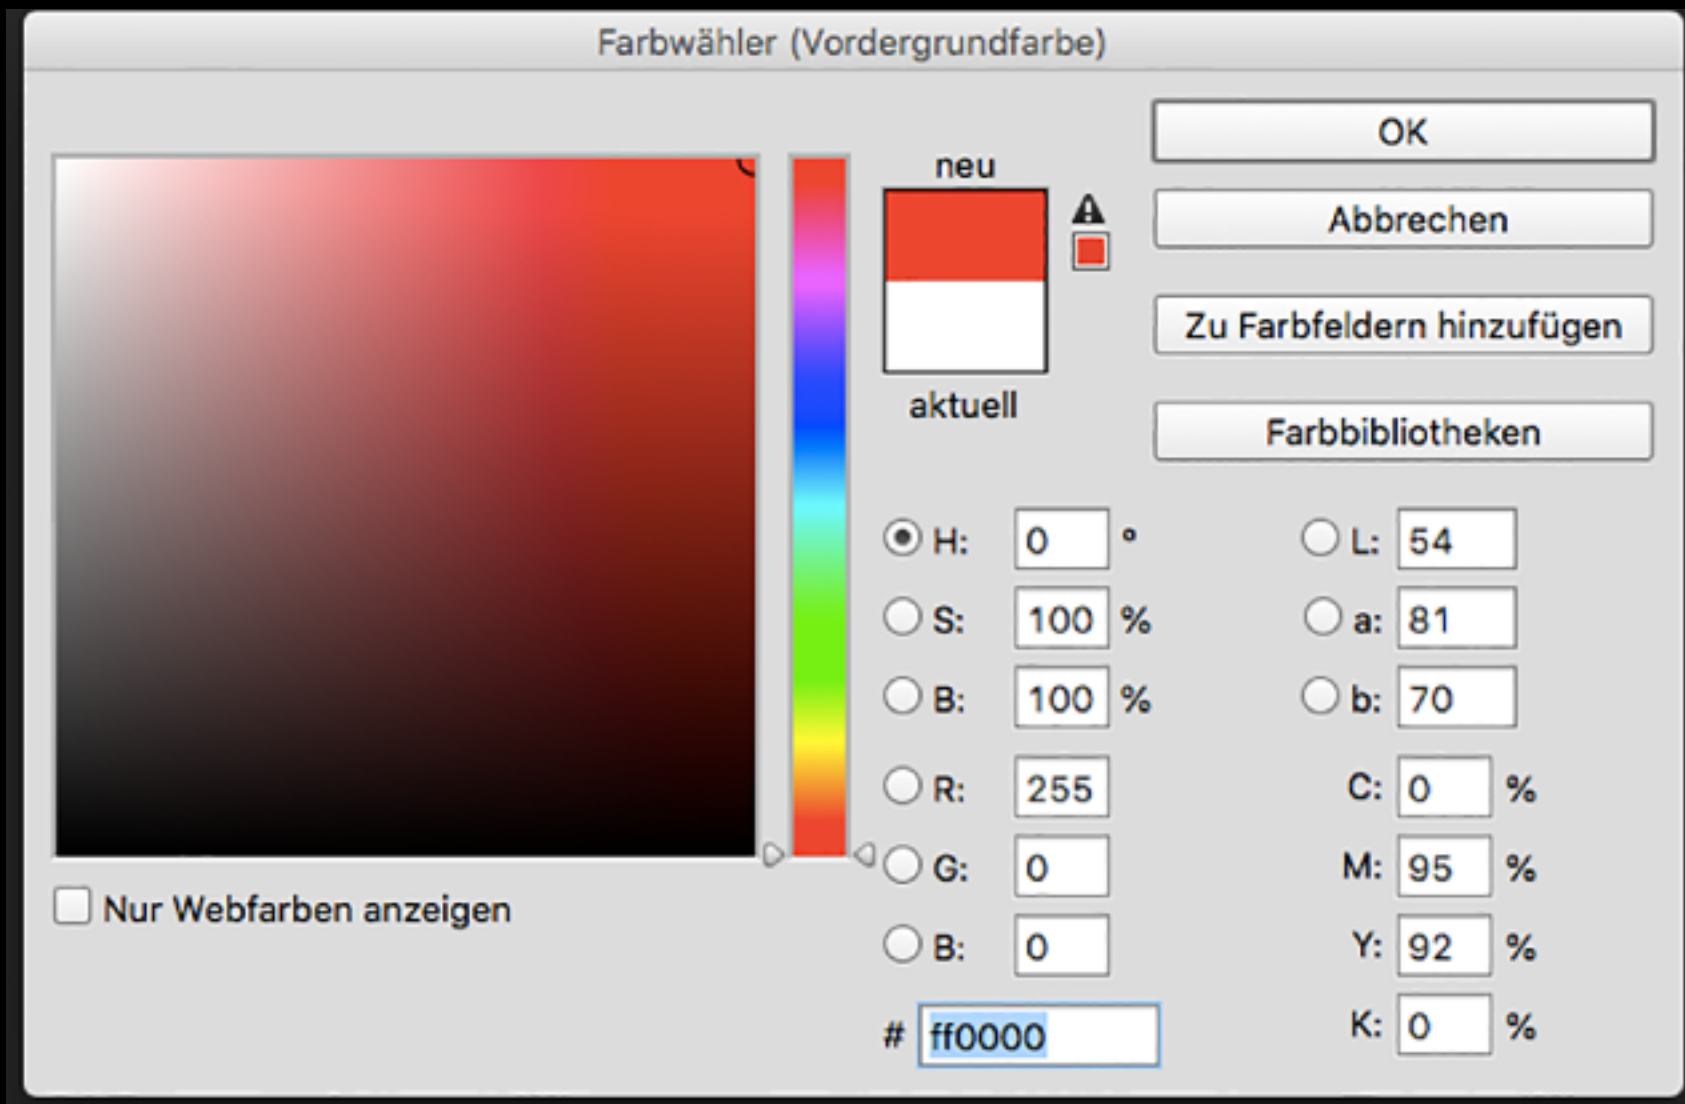 Farbwähler (Vordergrundfarbe)
neu
aktuell
OK
Abbrechen
Zu Farbfeldern hinzufügen
Farbbibliotheken
H: 0 °
S: 100 %
B: 100 %
R: 255
G: 0
B: 0
# ff0000
L: 54
a: 81
b: 70
C: 0 %
M: 95 %
Y: 92 %
K: 0 %
Nur Webfarben anzeigen